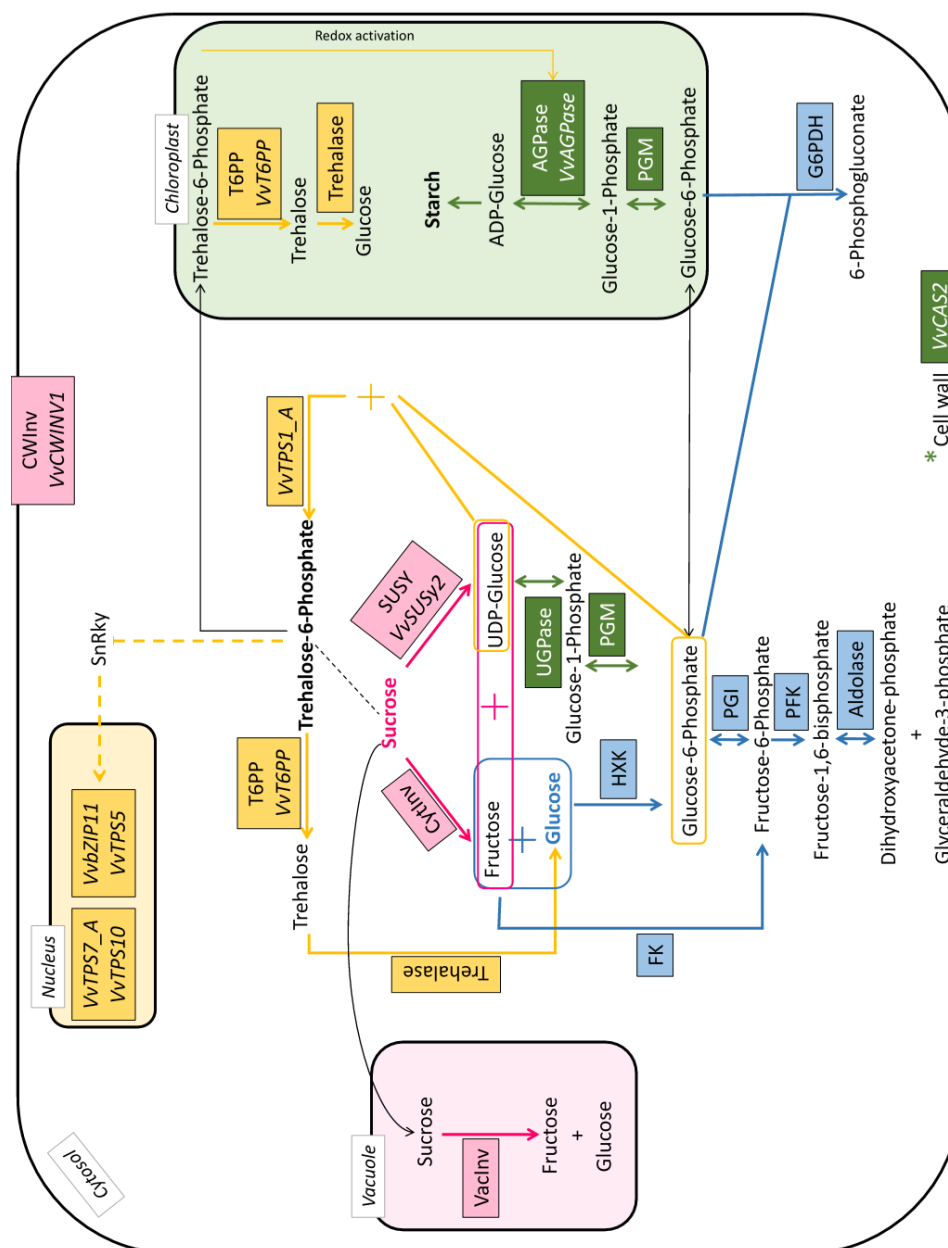 Cytosol
CWInv
VvCWINV1
Nucleus
VvTPS7_A
VvTPS10
VvbZIP11
VvTPS5
SnRky
Chloroplast
Redox activation
Trehalose-6-Phosphate
T6PP
VvT6PP
Trehalose
Trehalase
Glucose
Starch
ADP-Glucose
AGPase
VvAGPase
Glucose-1-Phosphate
PGM
Glucose-6-Phosphate
G6PDH
6-Phosphogluconate
Trehalose
T6PP
VvT6PP
Trehalose-6-Phosphate
VvTPS1_A
+
Sucrose
CytInv
SUSY
VvSUSy2
Trehalase
Fructose
+
UDP-Glucose
+
Glucose
UGPase
Glucose-1-Phosphate
PGM
HXK
FK
Glucose-6-Phosphate
PGI
Fructose-6-Phosphate
PFK
Fructose-1,6-bisphosphate
Aldolase
Dihydroxyacetone-phosphate
+
Glyceraldehyde-3-phosphate
Vacuole
Sucrose
VacInv
Fructose
+
Glucose
* Cell wall
VvCAS2